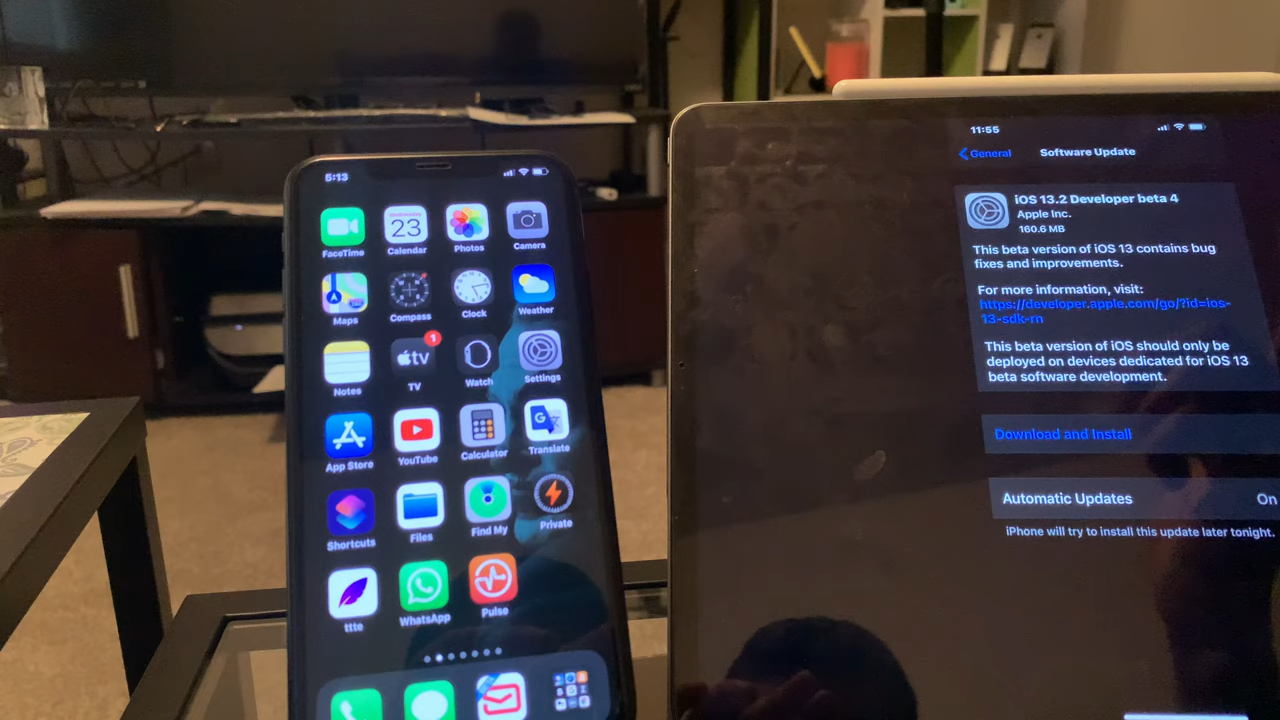 5:13
Wednesday
23
FaceTime
Calendar
Photos
Camera
Maps
Compass
Clock
Weather
1
tv
Notes
TV
Watch
Settings
App Store
YouTube
Calculator
Translate
Shortcuts
Files
Find My
Private
ttte
WhatsApp
Pulse
11:55
General
Software Update
iOS 13.2 Developer beta 4
Apple Inc.
160.6 MB
This beta version of iOS 13 contains bug
fixes and improvements.
For more information, visit:
https://developer.apple.com/go/?id=ios-
13-sdk-rn
This beta version of iOS should only be
deployed on devices dedicated for iOS 13
beta software development.
Download and Install
Automatic Updates
On
iPhone will try to install this update later tonight.